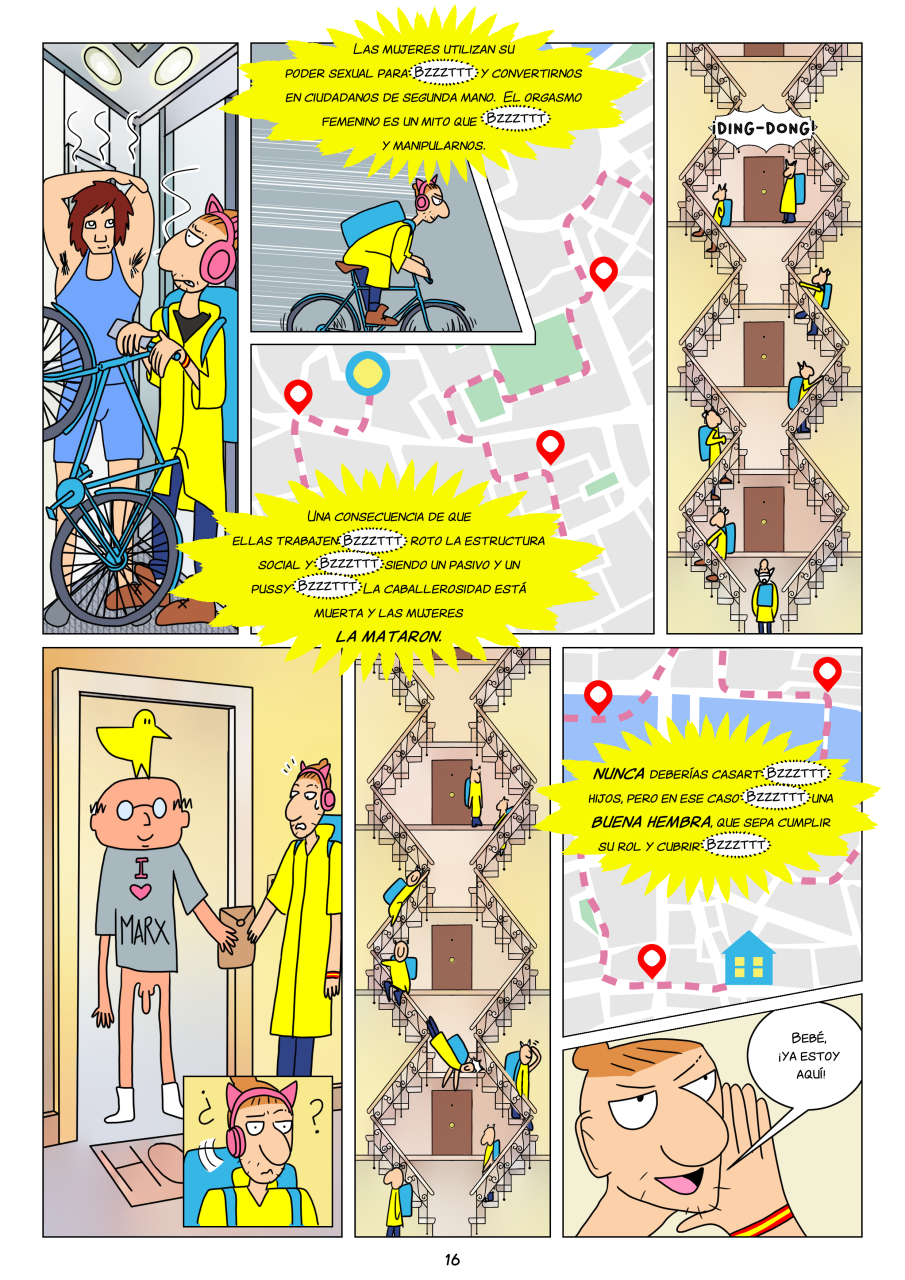 LAS MUJERES UTILIZAN SU
PODER SEXUAL PARA BZZZTTT Y CONVERTIRNOS
EN CIUDADANOS DE SEGUNDA MANO. EL ORGASMO
FEMENINO ES UN MITO QUE BZZZTTT
Y MANIPULARNOS.
¡DING-DONG!
UNA CONSECUENCIA DE QUE
ELLAS TRABAJEN BZZZTTT ROTO LA ESTRUCTURA
SOCIAL Y BZZZTTT SIENDO UN PASIVO Y UN
PUSSY BZZZTTT LA CABALLEROSIDAD ESTÁ
MUERTA Y LAS MUJERES
LA MATARON.
I
MARX
HO
¿ ?
NUNCA DEBERÍAS CASART BZZZTTT
HIJOS, PERO EN ESE CASO BZZZTTT UNA
BUENA HEMBRA, QUE SEPA CUMPLIR
SU ROL Y CUBRIR BZZZTTT
BEBÉ,
¡YA ESTOY
AQUÍ!
16